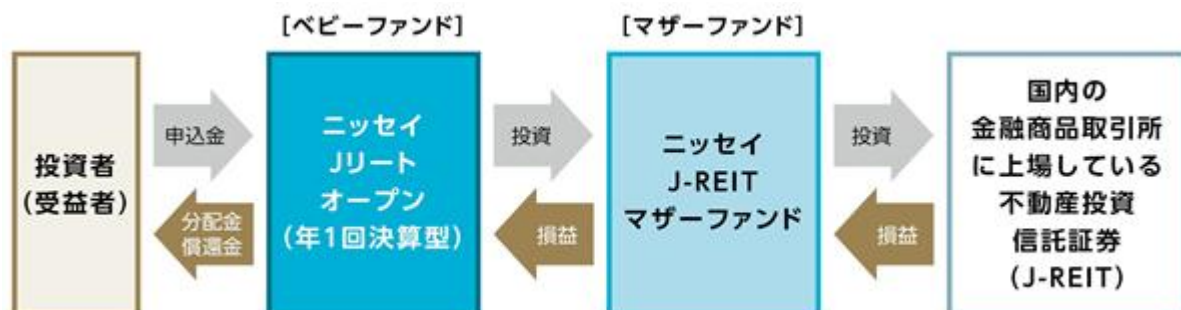 [ベビーファンド]
[マザーファンド]
投資者
(受益者)
申込金
分配金
償還金
ニッセイ
Jリート
オープン
(年1回決算型)
投資
損益
ニッセイ
J-REIT
マザーファンド
投資
損益
国内の
金融商品取引所
に上場している
不動産投資
信託証券
(J-REIT)